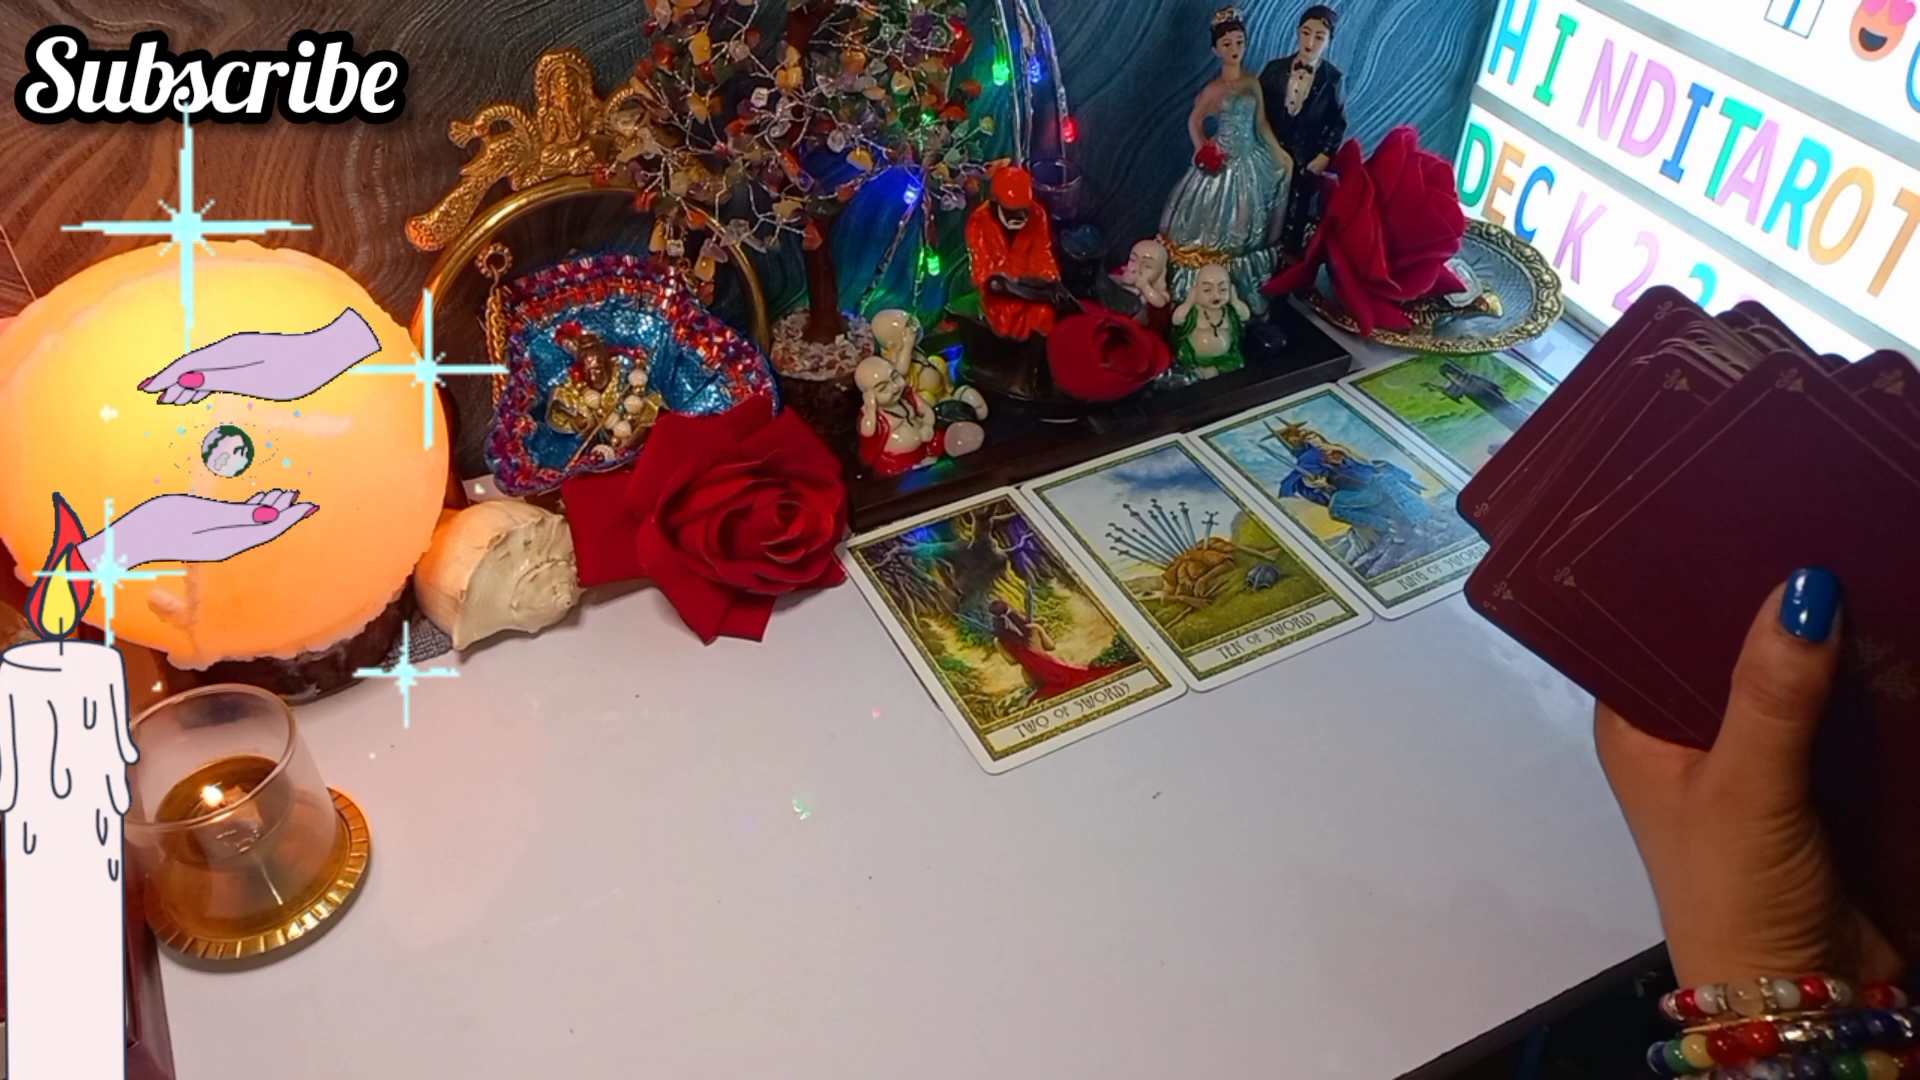 Subscribe
HINDITAROT
DECK 2
TWO OF SWORDS
TEN OF SWORDS
KING OF SWORDS